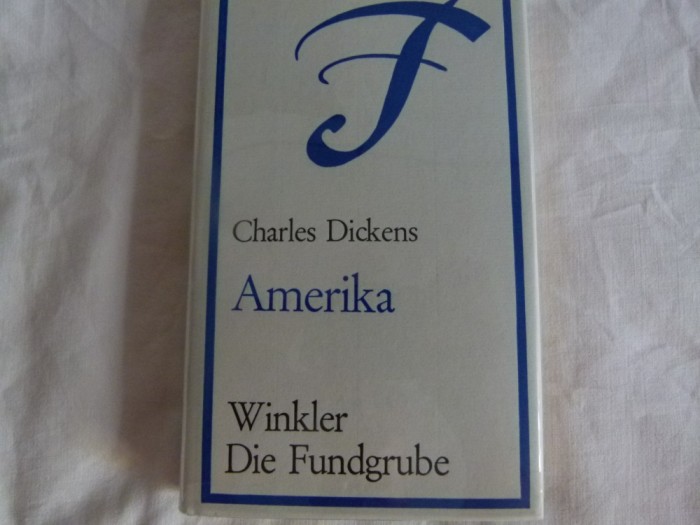 F
Charles Dickens
Amerika
Winkler
Die Fundgrube